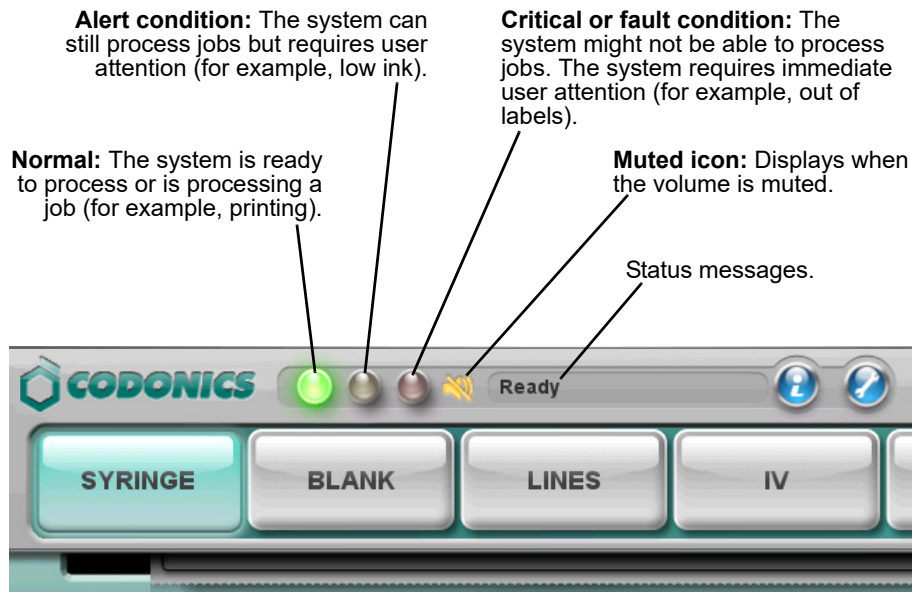 Alert condition: The system can
still process jobs but requires user
attention (for example, low ink).
Critical or fault condition: The
system might not be able to process
jobs. The system requires immediate
user attention (for example, out of
labels).
Normal: The system is ready
to process or is processing a
job (for example, printing).
Muted icon: Displays when
the volume is muted.
Status messages.
CODONICS
Ready
i
SYRINGE
BLANK
LINES
IV